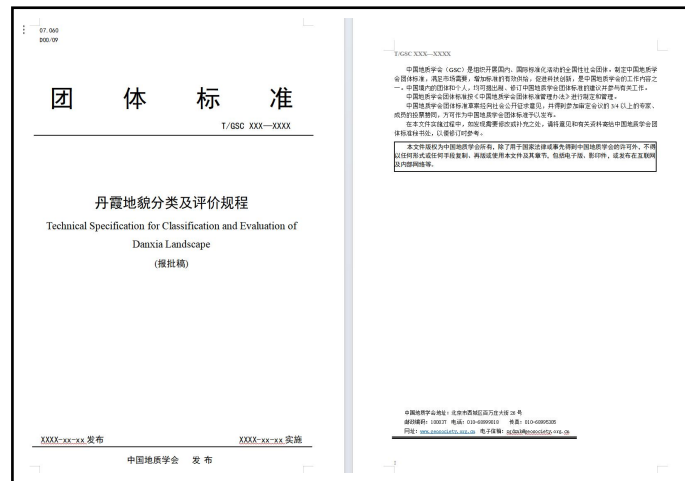 07.060
D00/09
团 体 标 准
T/GSC XXX—XXXX
丹霞地貌分类及评价规程
Technical Specification for Classification and Evaluation of
Danxia Landscape
(报批稿)
XXXX-xx-xx 发布
XXXX-xx-xx 实施
中国地质学会 发 布
T/GSC XXX—XXXX
中国地质学会（GSC）是组织开展国内、国际标准化活动的全国性社会团体。制定中国地质学
会团体标准，满足市场需要，增加标准的有效供给，促进科技创新，是中国地质学会的工作内容之
一。中国境内的团体和个人，均可提出制、修订中国地质学会团体标准的建议并参与有关工作。
中国地质学会团体标准按《中国地质学会团体标准管理办法》进行制定和管理。
中国地质学会团体标准草案经向社会公开征求意见，并得到参加审定会议的 3/4 以上的专家、
成员的投票赞同，方可作为中国地质学会团体标准予以发布。
在本文件实施过程中，如发现需要修改或补充之处，请将意见和有关资料寄给中国地质学会团
体标准秘书处，以便修订时参考。
本文件版权为中国地质学会所有。除了用于国家法律或事先得到中国地质学会的许可外，不得
以任何形式或任何手段复制、再版或使用本文件及其章节，包括电子版、影印件，或发布在互联网
及内部网络等。
中国地质学会地址：北京市西城区百万庄大街 26 号
邮政编码：100037 电话：010-68999018 传真：010-68995305
网址：www.geosociety.org.cn 电子信箱：